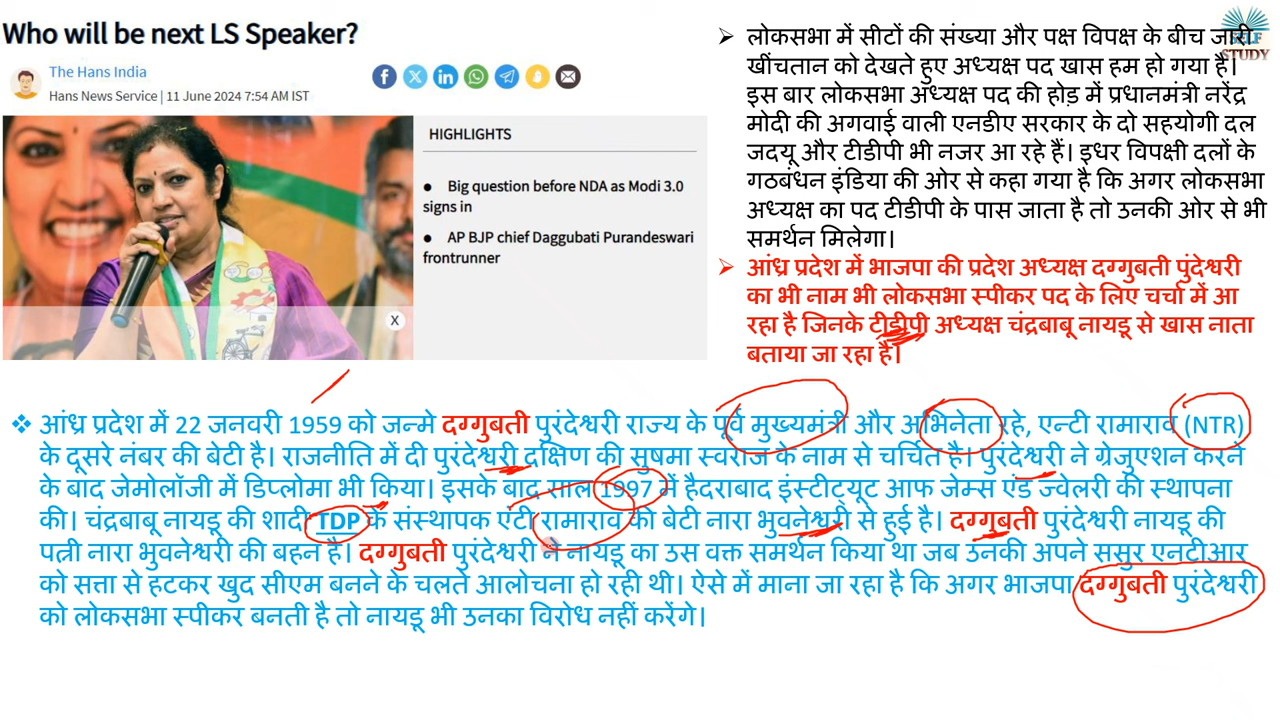 Who will be next LS Speaker?
The Hans India
Hans News Service | 11 June 2024 7:54 AM IST
HIGHLIGHTS
● Big question before NDA as Modi 3.0
signs in
● AP BJP chief Daggubati Purandeswari
frontrunner
X
SELF
STUDY
➢ लोकसभा में सीटों की संख्या और पक्ष विपक्ष के बीच जारी
खींचतान को देखते हुए अध्यक्ष पद खास हम हो गया है।
इस बार लोकसभा अध्यक्ष पद की होड़ में प्रधानमंत्री नरेंद्र
मोदी की अगवाई वाली एनडीए सरकार के दो सहयोगी दल
जदयू और टीडीपी भी नजर आ रहे हैं। इधर विपक्षी दलों के
गठबंधन इंडिया की ओर से कहा गया है कि अगर लोकसभा
अध्यक्ष का पद टीडीपी के पास जाता है तो उनकी ओर से भी
समर्थन मिलेगा।
➢ आंध्र प्रदेश में भाजपा की प्रदेश अध्यक्ष दग्गुबती पुंदेश्वरी
का भी नाम भी लोकसभा स्पीकर पद के लिए चर्चा में आ
रहा है जिनके टीडीपी अध्यक्ष चंद्रबाबू नायडू से खास नाता
बताया जा रहा है।
❖ आंध्र प्रदेश में 22 जनवरी 1959 को जन्मे दग्गुबती पुरंदेश्वरी राज्य के पूर्व मुख्यमंत्री और अभिनेता रहे, एन्टी रामाराव (NTR)
के दूसरे नंबर की बेटी है। राजनीति में दी पुरंदेश्वरी दक्षिण की सुषमा स्वराज के नाम से चर्चित है। पुरंदेश्वरी ने ग्रेजुएशन करने
के बाद जेमोलॉजी में डिप्लोमा भी किया। इसके बाद साल 1997 में हैदराबाद इंस्टीट्यूट आफ जेम्स एंड ज्वेलरी की स्थापना
की। चंद्रबाबू नायडू की शादी TDP के संस्थापक एंटी रामाराव की बेटी नारा भुवनेश्वरी से हुई है। दग्गुबती पुरंदेश्वरी नायडू की
पत्नी नारा भुवनेश्वरी की बहन है। दग्गुबती पुरंदेश्वरी ने नायडू का उस वक्त समर्थन किया था जब उनकी अपने ससुर एनटीआर
को सत्ता से हटकर खुद सीएम बनने के चलते आलोचना हो रही थी। ऐसे में माना जा रहा है कि अगर भाजपा दग्गुबती पुरंदेश्वरी
को लोकसभा स्पीकर बनती है तो नायडू भी उनका विरोध नहीं करेंगे।